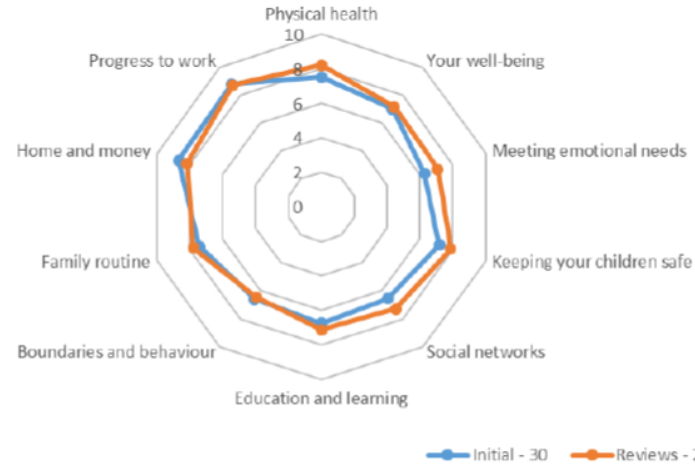 Physical health
10
Progress to work
8
Your well-being
6
Home and money
4
Meeting emotional needs
2
0
Family routine
Keeping your children safe
Boundaries and behaviour
Social networks
Education and learning
Initial - 30
Reviews -